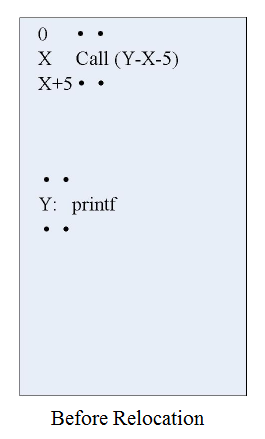 0 • •
X Call (Y-X-5)
X+5 • •
• •
Y: printf
• •
Before Relocation